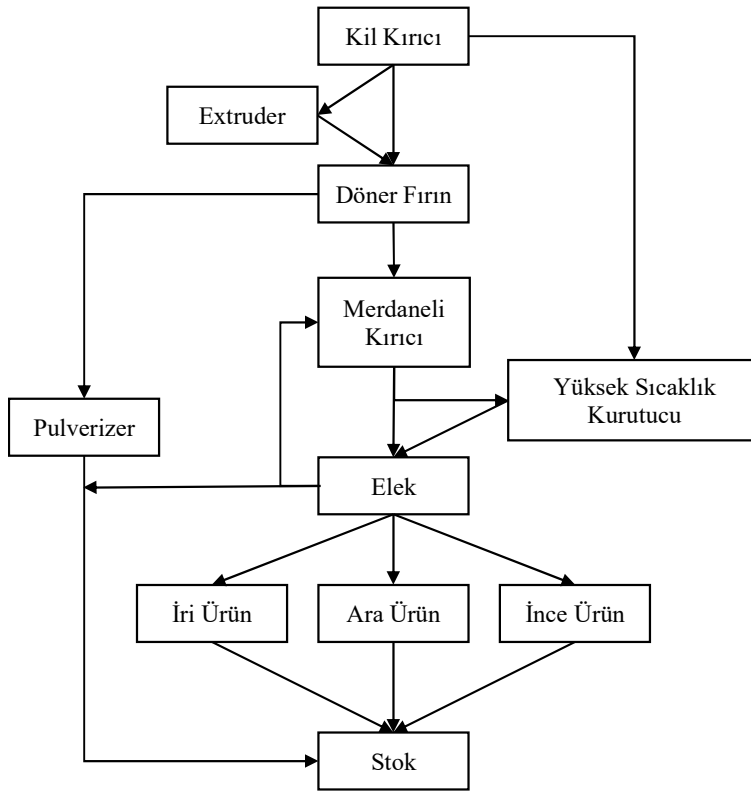 Kil Kırıcı
Extruder
Döner Fırın
Merdaneli
Kırıcı
Yüksek Sıcaklık
Kurutucu
Pulverizer
Elek
İri Ürün
Ara Ürün
İnce Ürün
Stok